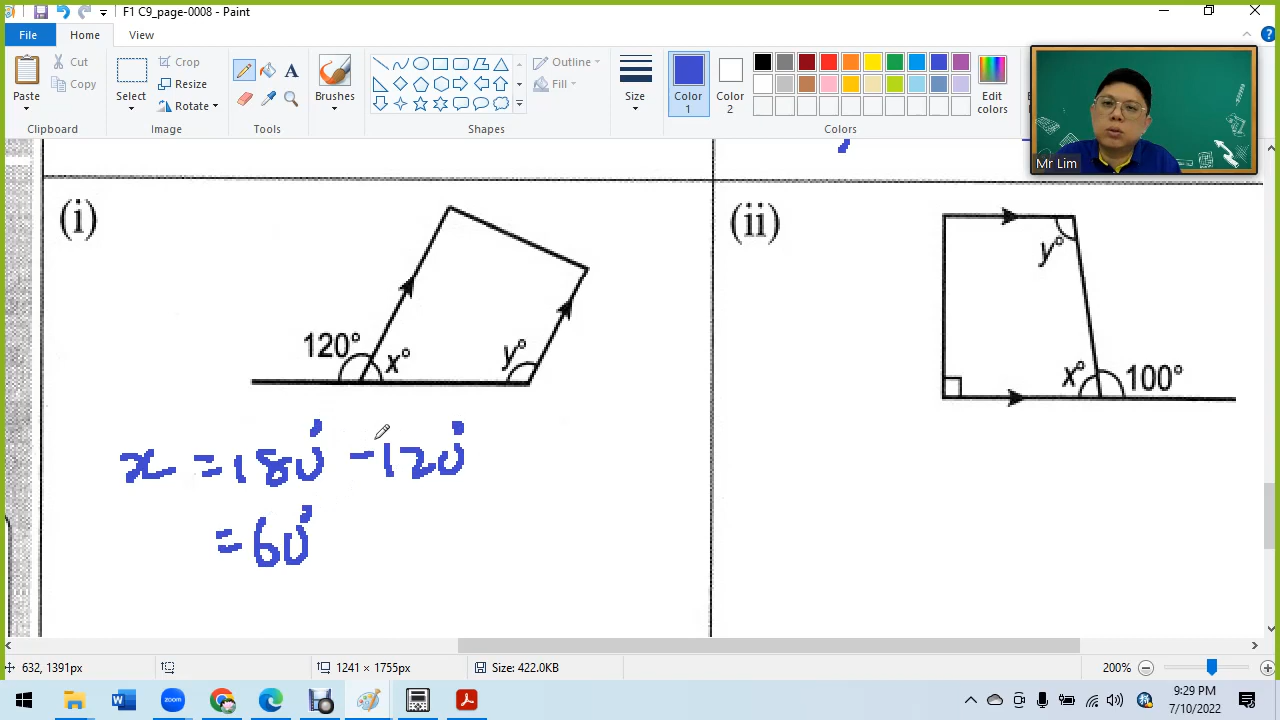 F1 C9_page-0008 - Paint
File Home View
Paste Cut Copy
Clipboard
Select Crop Resize Rotate
Image
Tools
Brushes
Shapes
Outline Fill
Size
Color 1 Color 2
Edit colors
Colors
Mr Lim
(i)
120° x° y°
x = 180° - 120°
= 60°
(ii)
y°
x° 100°
632, 1391px 1241 × 1755px Size: 422.0KB 200%
zoom
9:29 PM
7/10/2022